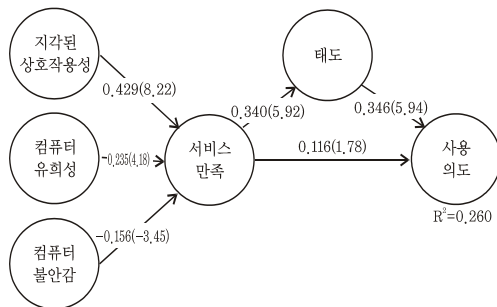 지각된
상호작용성
0.429(8.22)
컴퓨터
유희성
-0.235(4.18)
컴퓨터
불안감
-0.156(-3.45)
서비스
만족
0.340(5.92)
태도
0.346(5.94)
0.116(1.78)
사용
의도
R²=0.260